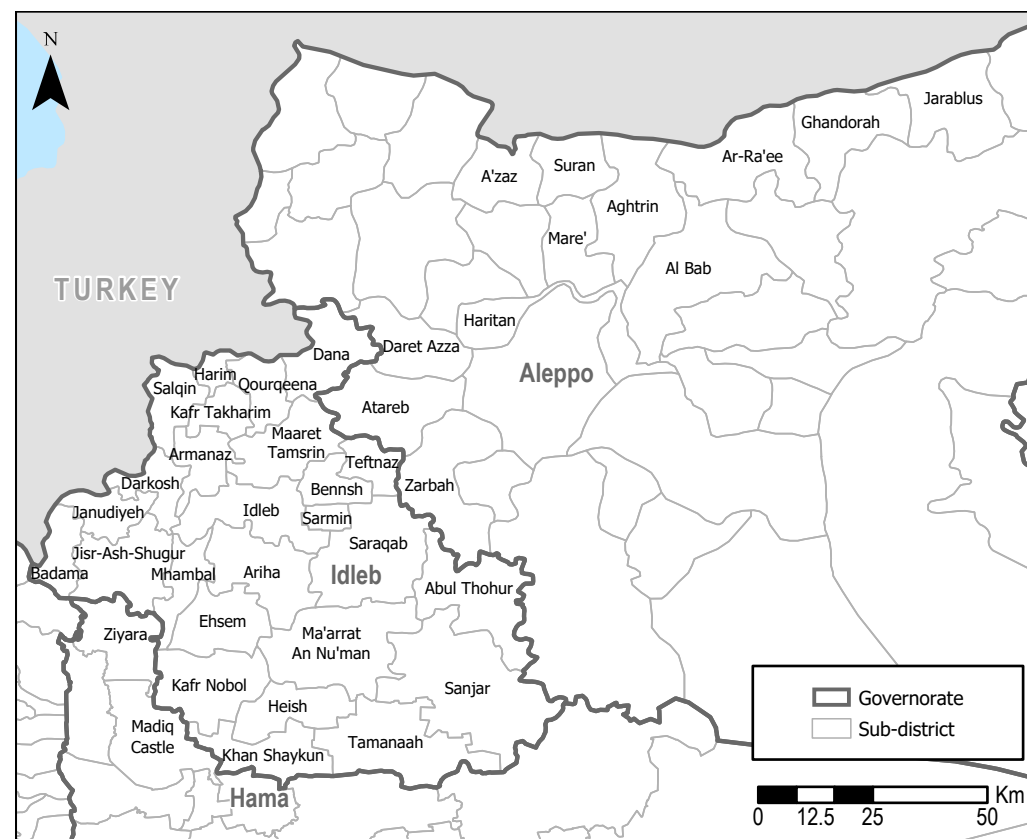 N
Jarablus
Ghandorah
Ar-Ra'ee
Suran
A'zaz
Aghtrin
Mare'
Al Bab
TURKEY
Haritan
Daret Azza
Dana
Aleppo
Harim
Salqin
Qourqeena
Kafr Takharim
Atareb
Maaret
Tamsrin
Armanaz
Teftnaz
Darkosh
Bennsh
Zarbah
Janudiyeh
Idleb
Sarmin
Saraqab
Jisr-Ash-Shugur
Badama
Mhambal
Ariha
Idleb
Abul Thohur
Ziyara
Ehsem
Ma'arrat
An Nu'man
Kafr Nobol
Sanjar
Heish
Madiq
Castle
Tamanaah
Khan Shaykun
Hama
Governorate
Sub-district
Km
0 12.5 25 50